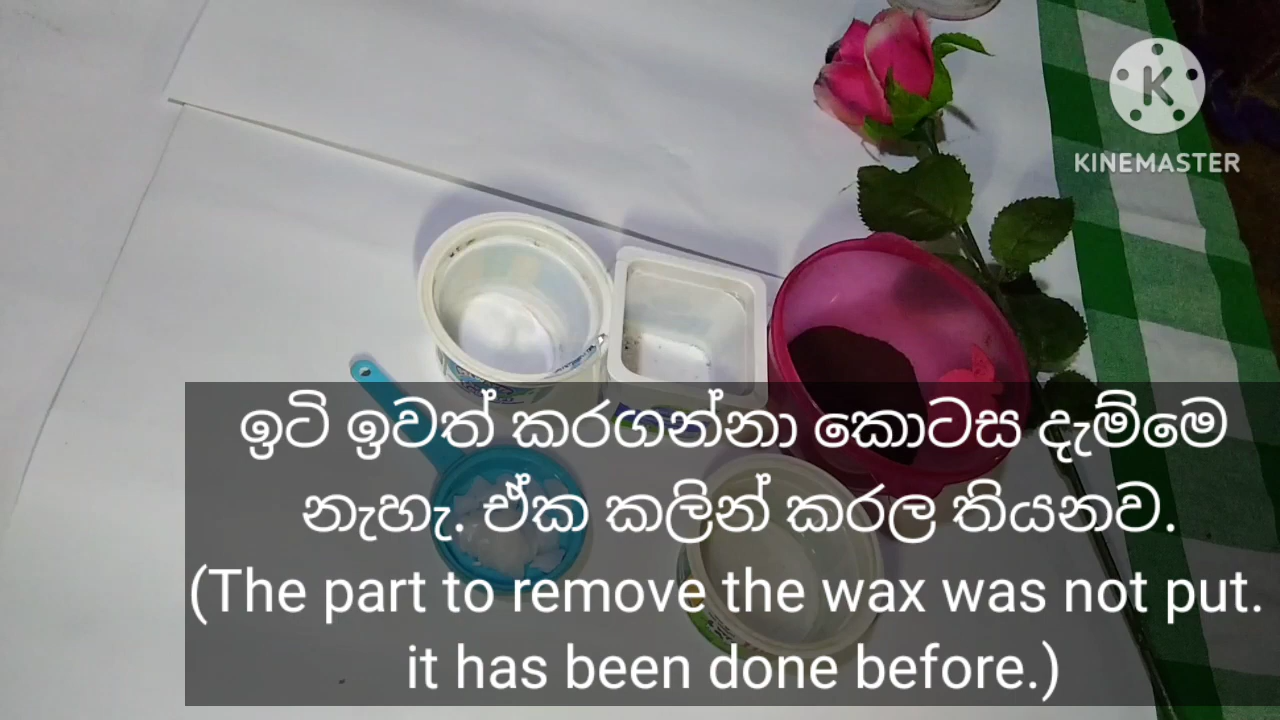 K
KINEMASTER
ඉටි ඉවත් කරගන්නා කොටස දැම්මෙ
නැහැ. ඒක කලින් කරල තියනව.
(The part to remove the wax was not put.
it has been done before.)